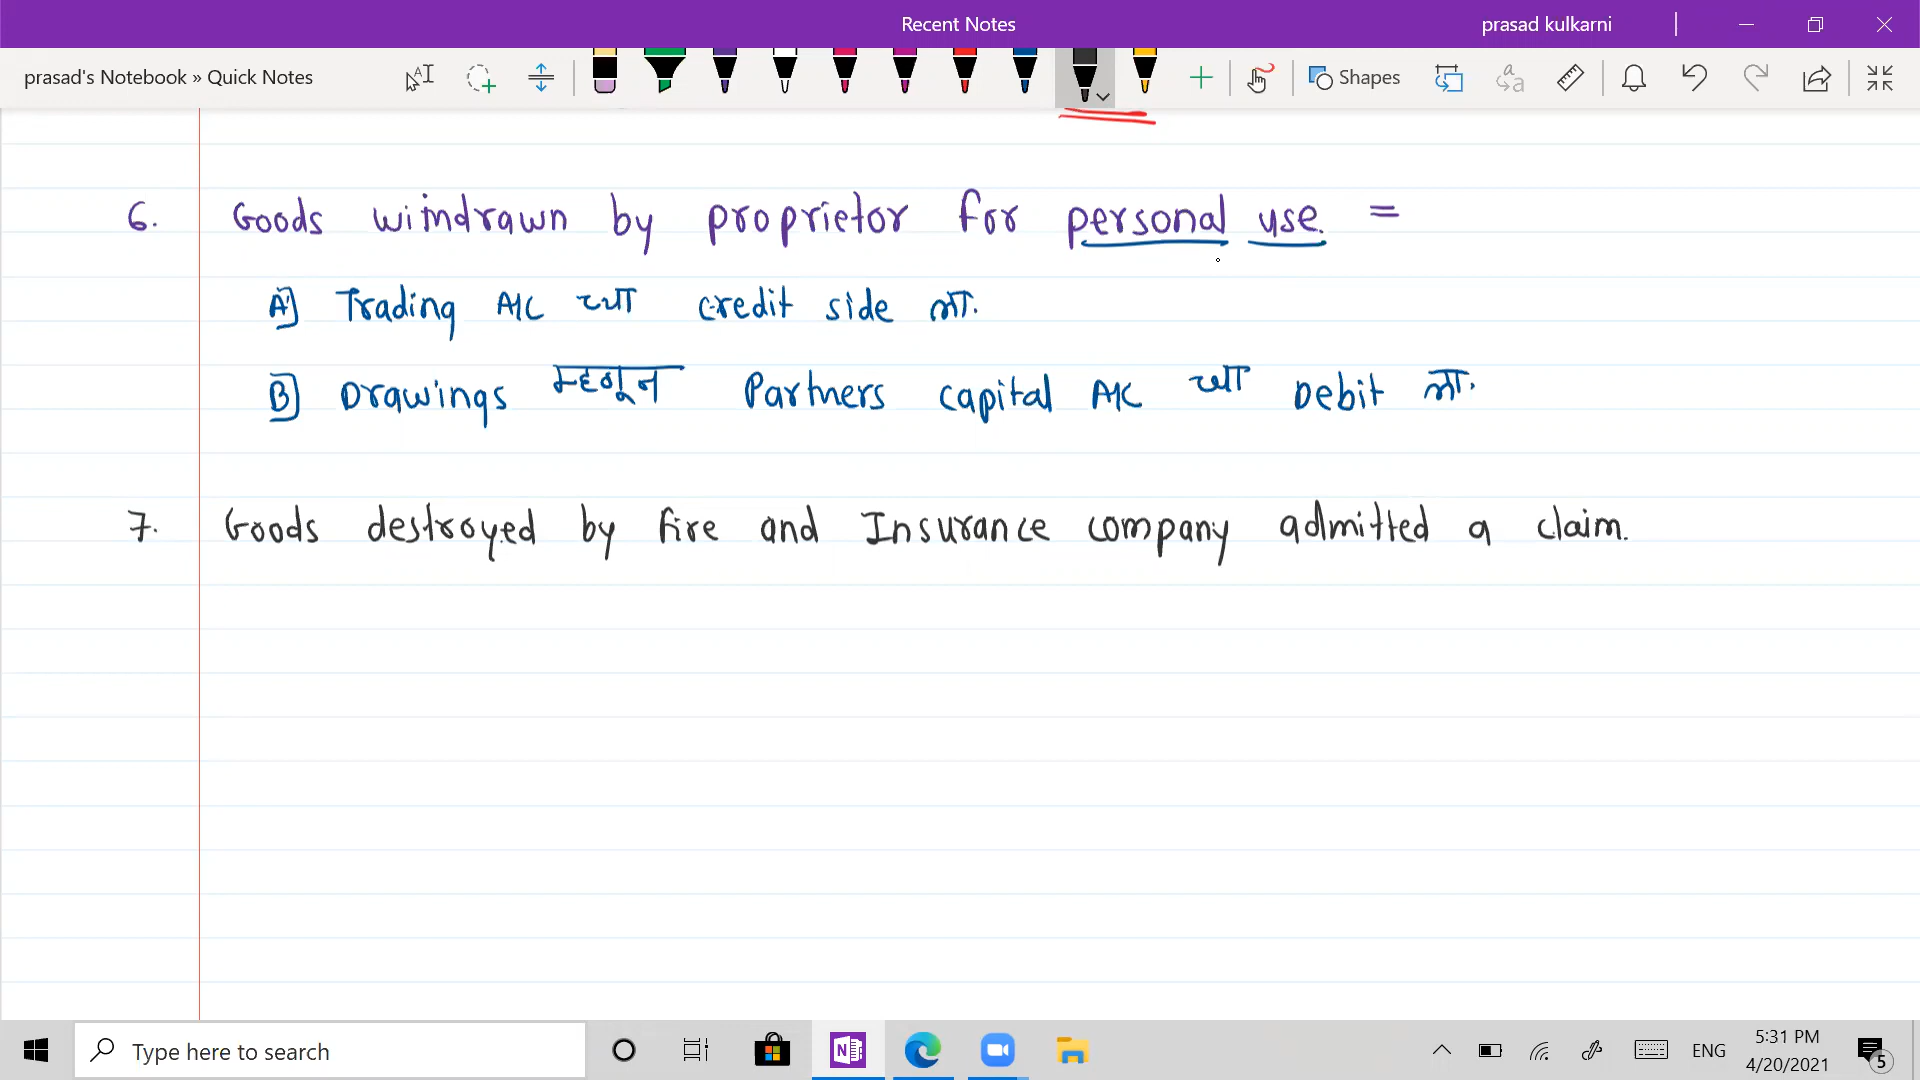 Recent Notes
prasad kulkarni
prasad's Notebook » Quick Notes
Shapes
6. Goods withdrawn by proprietor for personal use. =
A] Trading A/C च्या credit side ला.
B] Drawings म्हणून Partners capital A/C च्या Debit ला.
7. Goods destroyed by fire and Insurance company admitted a claim.
Type here to search
ENG
5:31 PM
4/20/2021
5